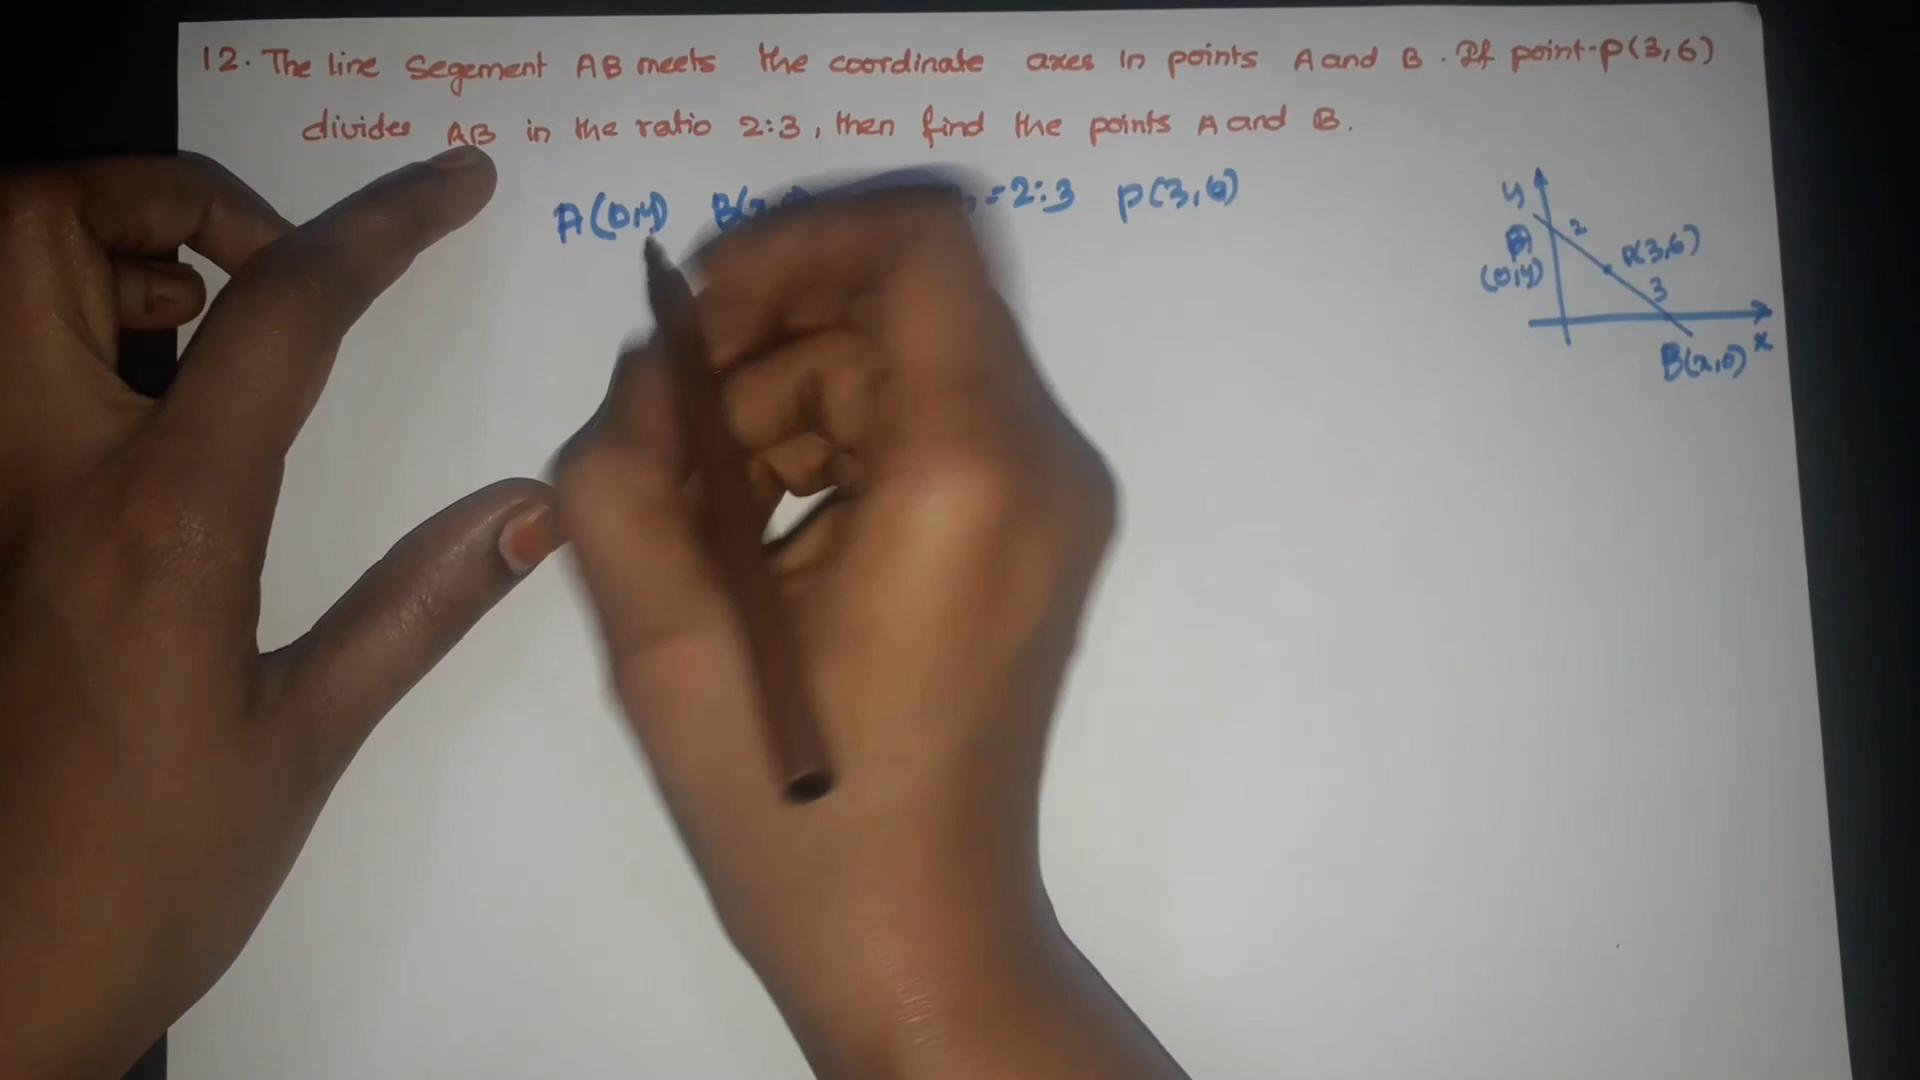 12. The line Segement AB meets the coordinate axes in points A and B. If point-P(3,6)
divides AB in the ratio 2:3, then find the points A and B.
A(0,y) =2:3 P(3,6)
y
2
P(3,6)
(0,y)
3
B(x,0) x